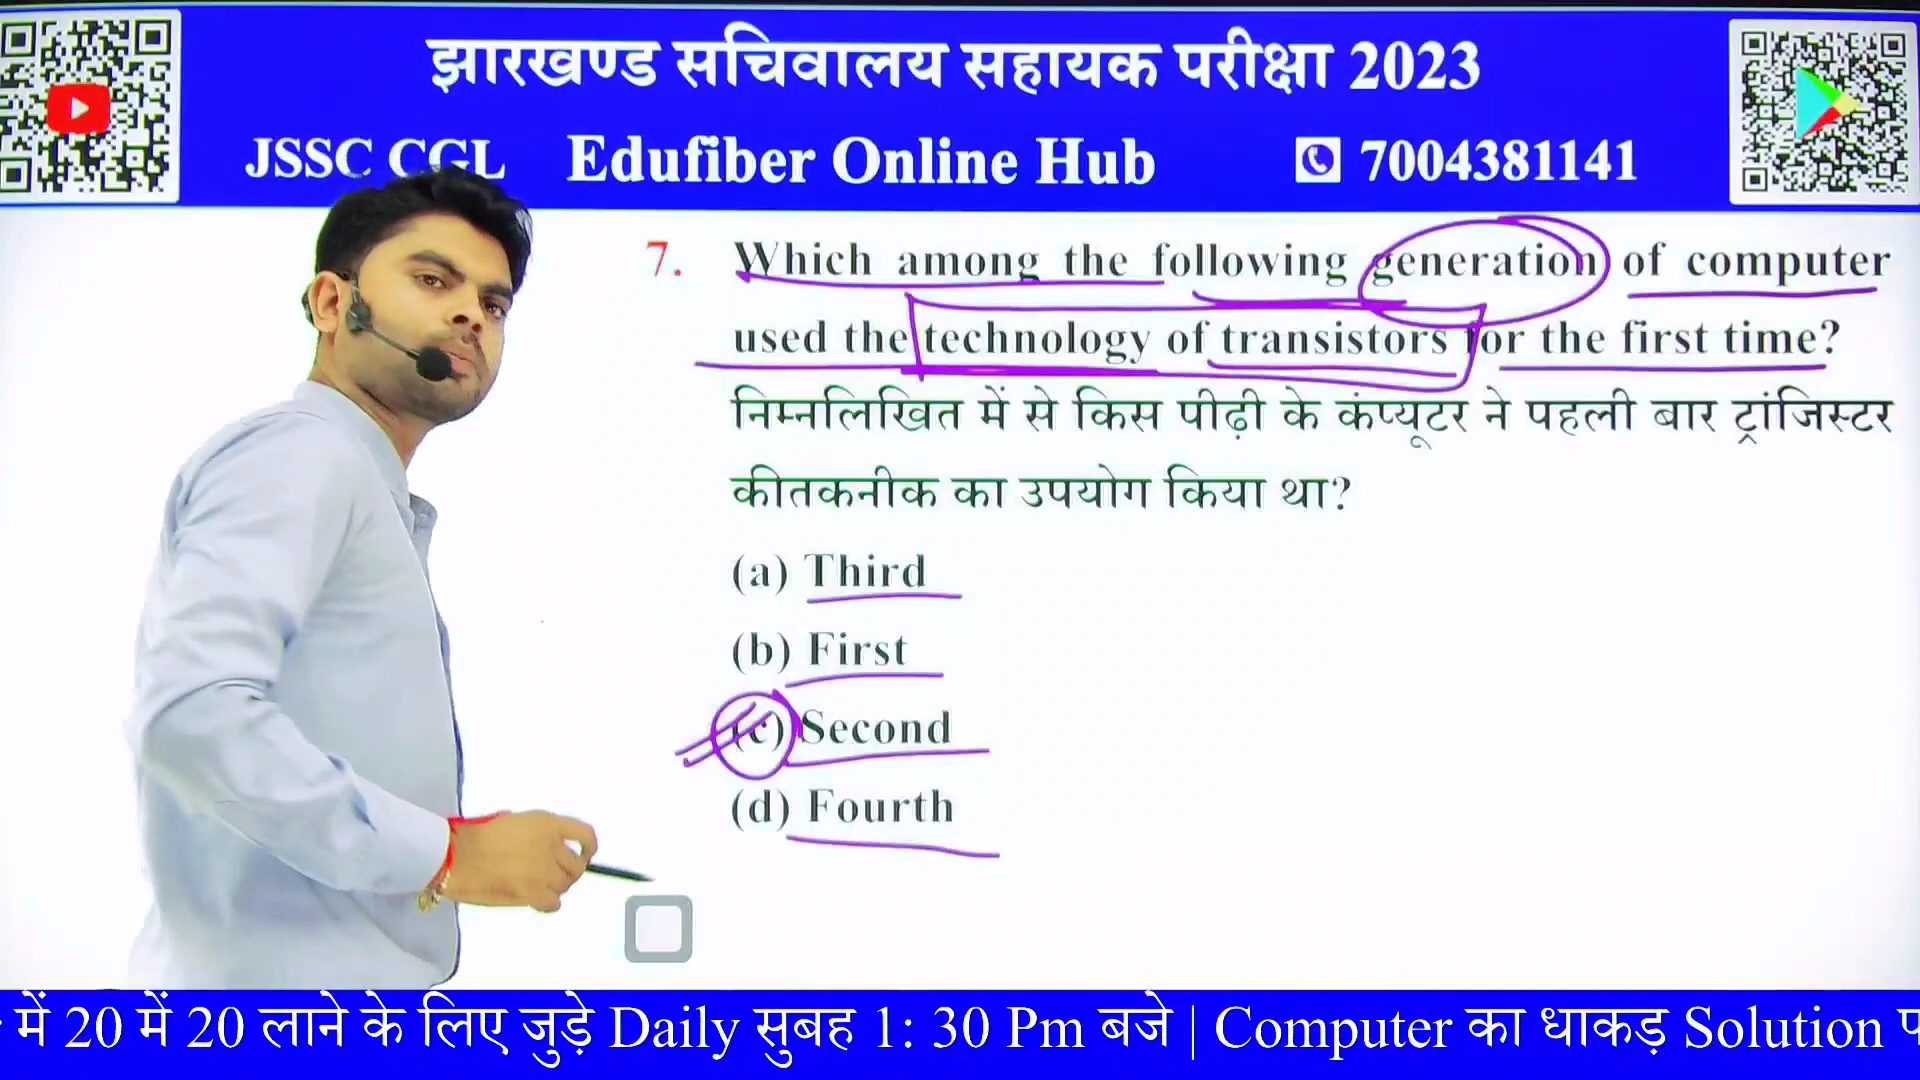 झारखण्ड सचिवालय सहायक परीक्षा 2023
JSSC CGL Edufiber Online Hub 7004381141
7. Which among the following generation of computer
used the technology of transistors for the first time?
निम्नलिखित में से किस पीढ़ी के कंप्यूटर ने पहली बार ट्रांजिस्टर
कीतकनीक का उपयोग किया था?
(a) Third
(b) First
(c) Second
(d) Fourth
में 20 में 20 लाने के लिए जुड़े Daily सुबह 1: 30 Pm बजे | Computer का धाकड़ Solution